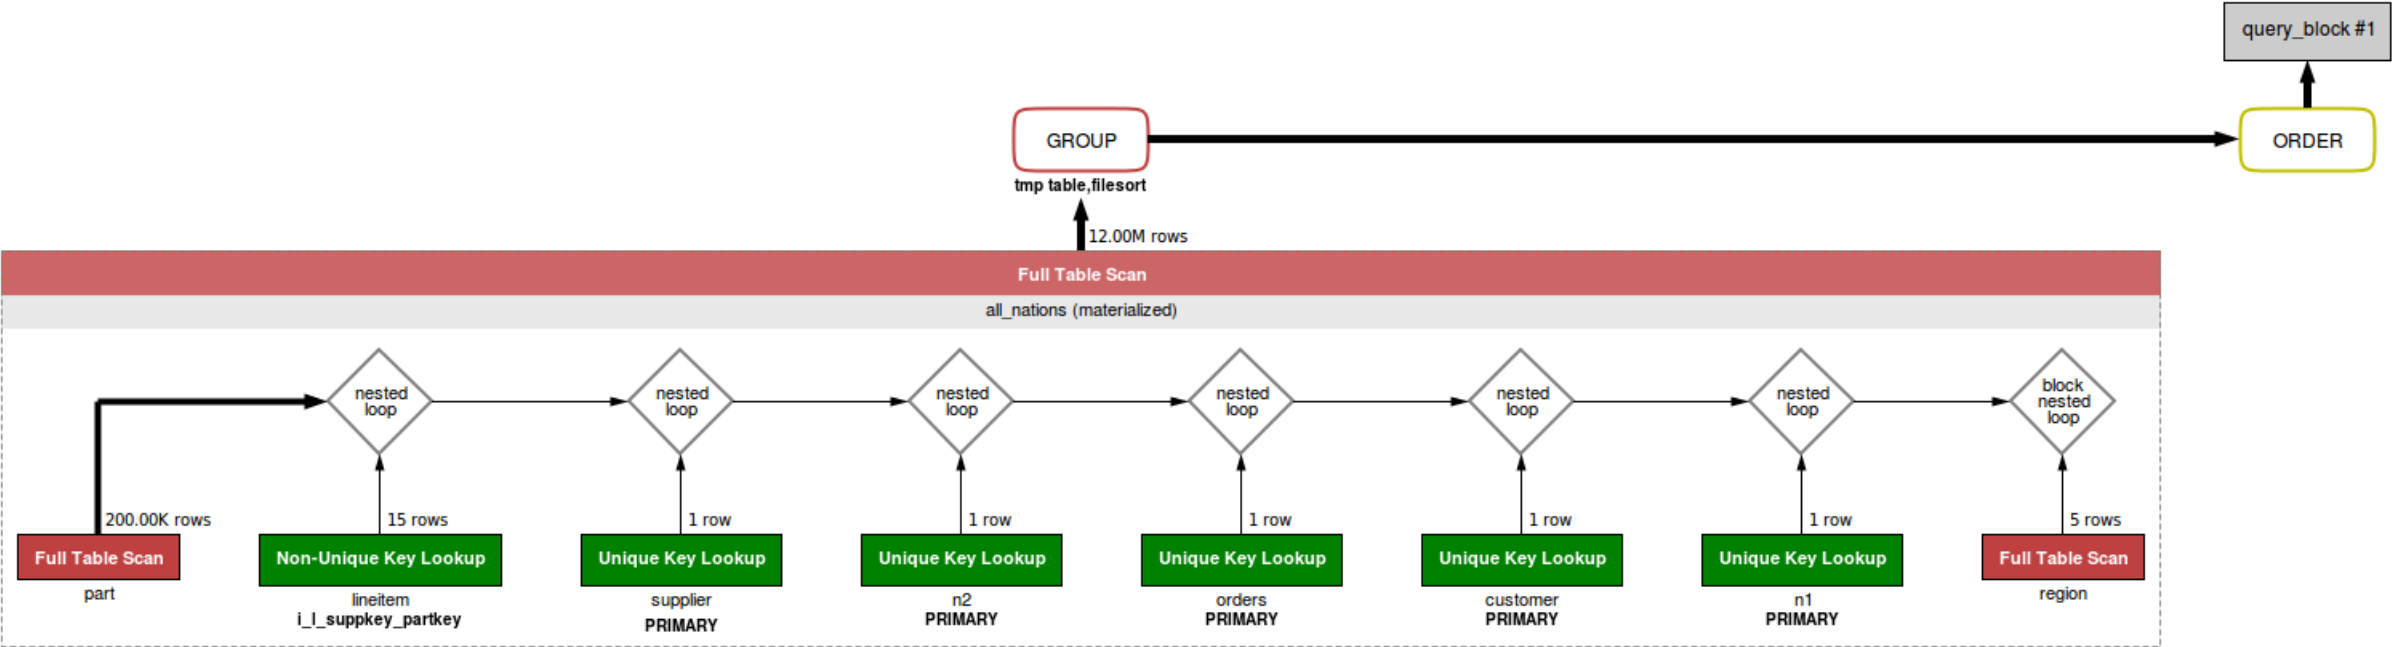 query_block #1
GROUP
ORDER
tmp table,filesort
12.00M rows
Full Table Scan
all_nations (materialized)
nested
loop
nested
loop
nested
loop
nested
loop
nested
loop
nested
loop
block
nested
loop
200.00K rows
15 rows
1 row
1 row
1 row
1 row
1 row
5 rows
Full Table Scan
Non-Unique Key Lookup
Unique Key Lookup
Unique Key Lookup
Unique Key Lookup
Unique Key Lookup
Unique Key Lookup
Full Table Scan
part
lineitem
i_l_suppkey_partkey
supplier
PRIMARY
n2
PRIMARY
orders
PRIMARY
customer
PRIMARY
n1
PRIMARY
region